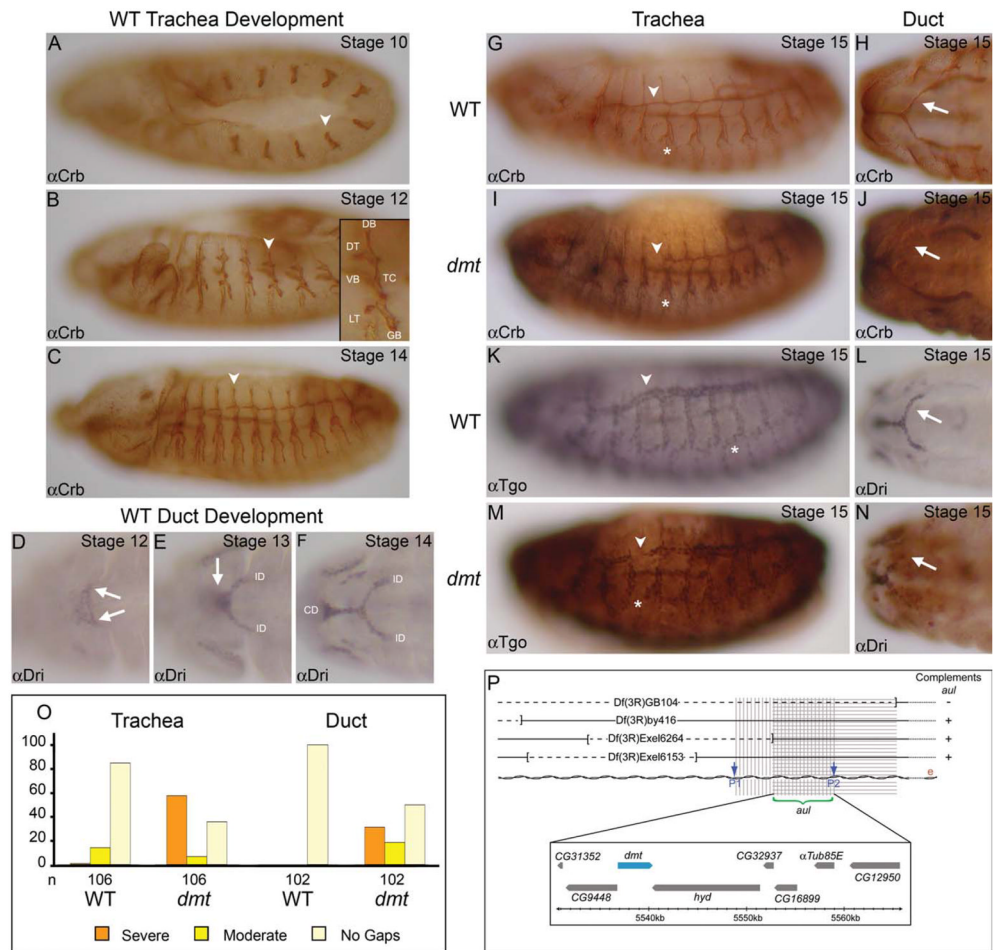 WT Trachea Development
Trachea
Duct
A
Stage 10
αCrb
B
Stage 12
DB
DT
VB
TC
LT
GB
αCrb
C
Stage 14
αCrb
WT Duct Development
D
Stage 12
αDri
E
Stage 13
ID
ID
αDri
F
Stage 14
ID
CD
ID
αDri
WT
G
Stage 15
*
αCrb
H
Stage 15
αCrb
dmt
I
Stage 15
*
αCrb
J
Stage 15
αCrb
WT
K
Stage 15
*
αTgo
L
Stage 15
αDri
dmt
M
Stage 15
*
αTgo
N
Stage 15
αDri
O
Trachea
Duct
100
80
60
40
20
0
n
106
106
102
102
WT
dmt
WT
dmt
Severe
Moderate
No Gaps
P
Complements
aul
Df(3R)GB104
-
Df(3R)by416
+
Df(3R)Exel6264
+
Df(3R)Exel6153
+
P1
P2
e
aul
CG31352
dmt
CG32937
αTub85E
CG12950
CG9448
hyd
CG16899
5540kb
5550kb
5560kb